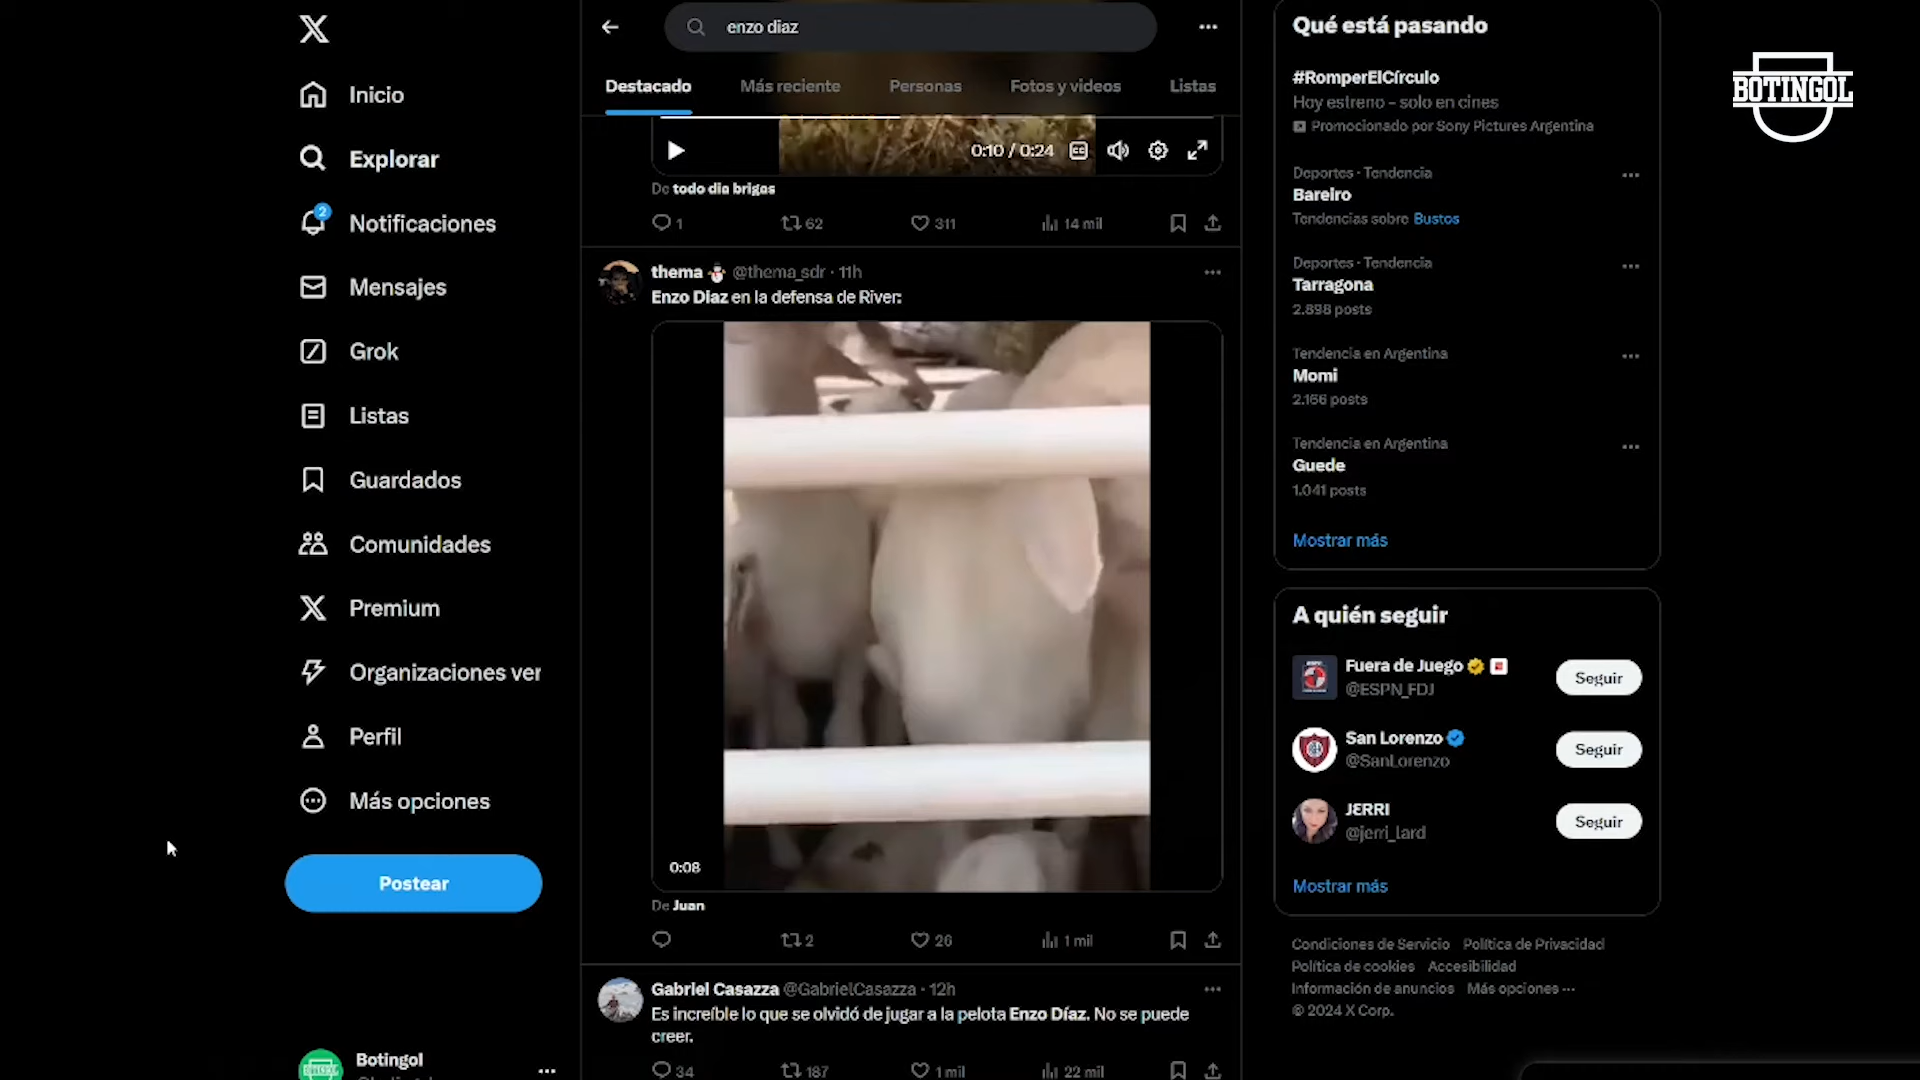 Inicio
Explorar
2
Notificaciones
Mensajes
Grok
Listas
Guardados
Comunidades
Premium
Organizaciones ver
Perfil
Más opciones
Postear
Botingol
enzo diaz
Destacado
Más reciente
Personas
Fotos y videos
Listas
0:10 / 0:24
De todo dia brigas
1
62
311
14 mil
thema @thema_sdr · 11h
Enzo Diaz en la defensa de River:
0:08
De Juan
2
26
1 mil
Gabriel Casazza @GabrielCasazza · 12h
Es increíble lo que se olvidó de jugar a la pelota Enzo Díaz. No se puede
creer.
34
187
1 mil
22 mil
Qué está pasando
#RomperElCírculo
Hoy estreno – solo en cines
Promocionado por Sony Pictures Argentina
Deportes · Tendencia
Bareiro
Tendencias sobre Bustos
Deportes · Tendencia
Tarragona
2.898 posts
Tendencia en Argentina
Momi
2.166 posts
Tendencia en Argentina
Guede
1.041 posts
Mostrar más
A quién seguir
Fuera de Juego
@ESPN_FDJ
Seguir
San Lorenzo
@SanLorenzo
Seguir
JERRI
@jerri_lard
Seguir
Mostrar más
Condiciones de Servicio Política de Privacidad
Política de cookies Accesibilidad
Información de anuncios Más opciones ···
© 2024 X Corp.
BOTINGOL